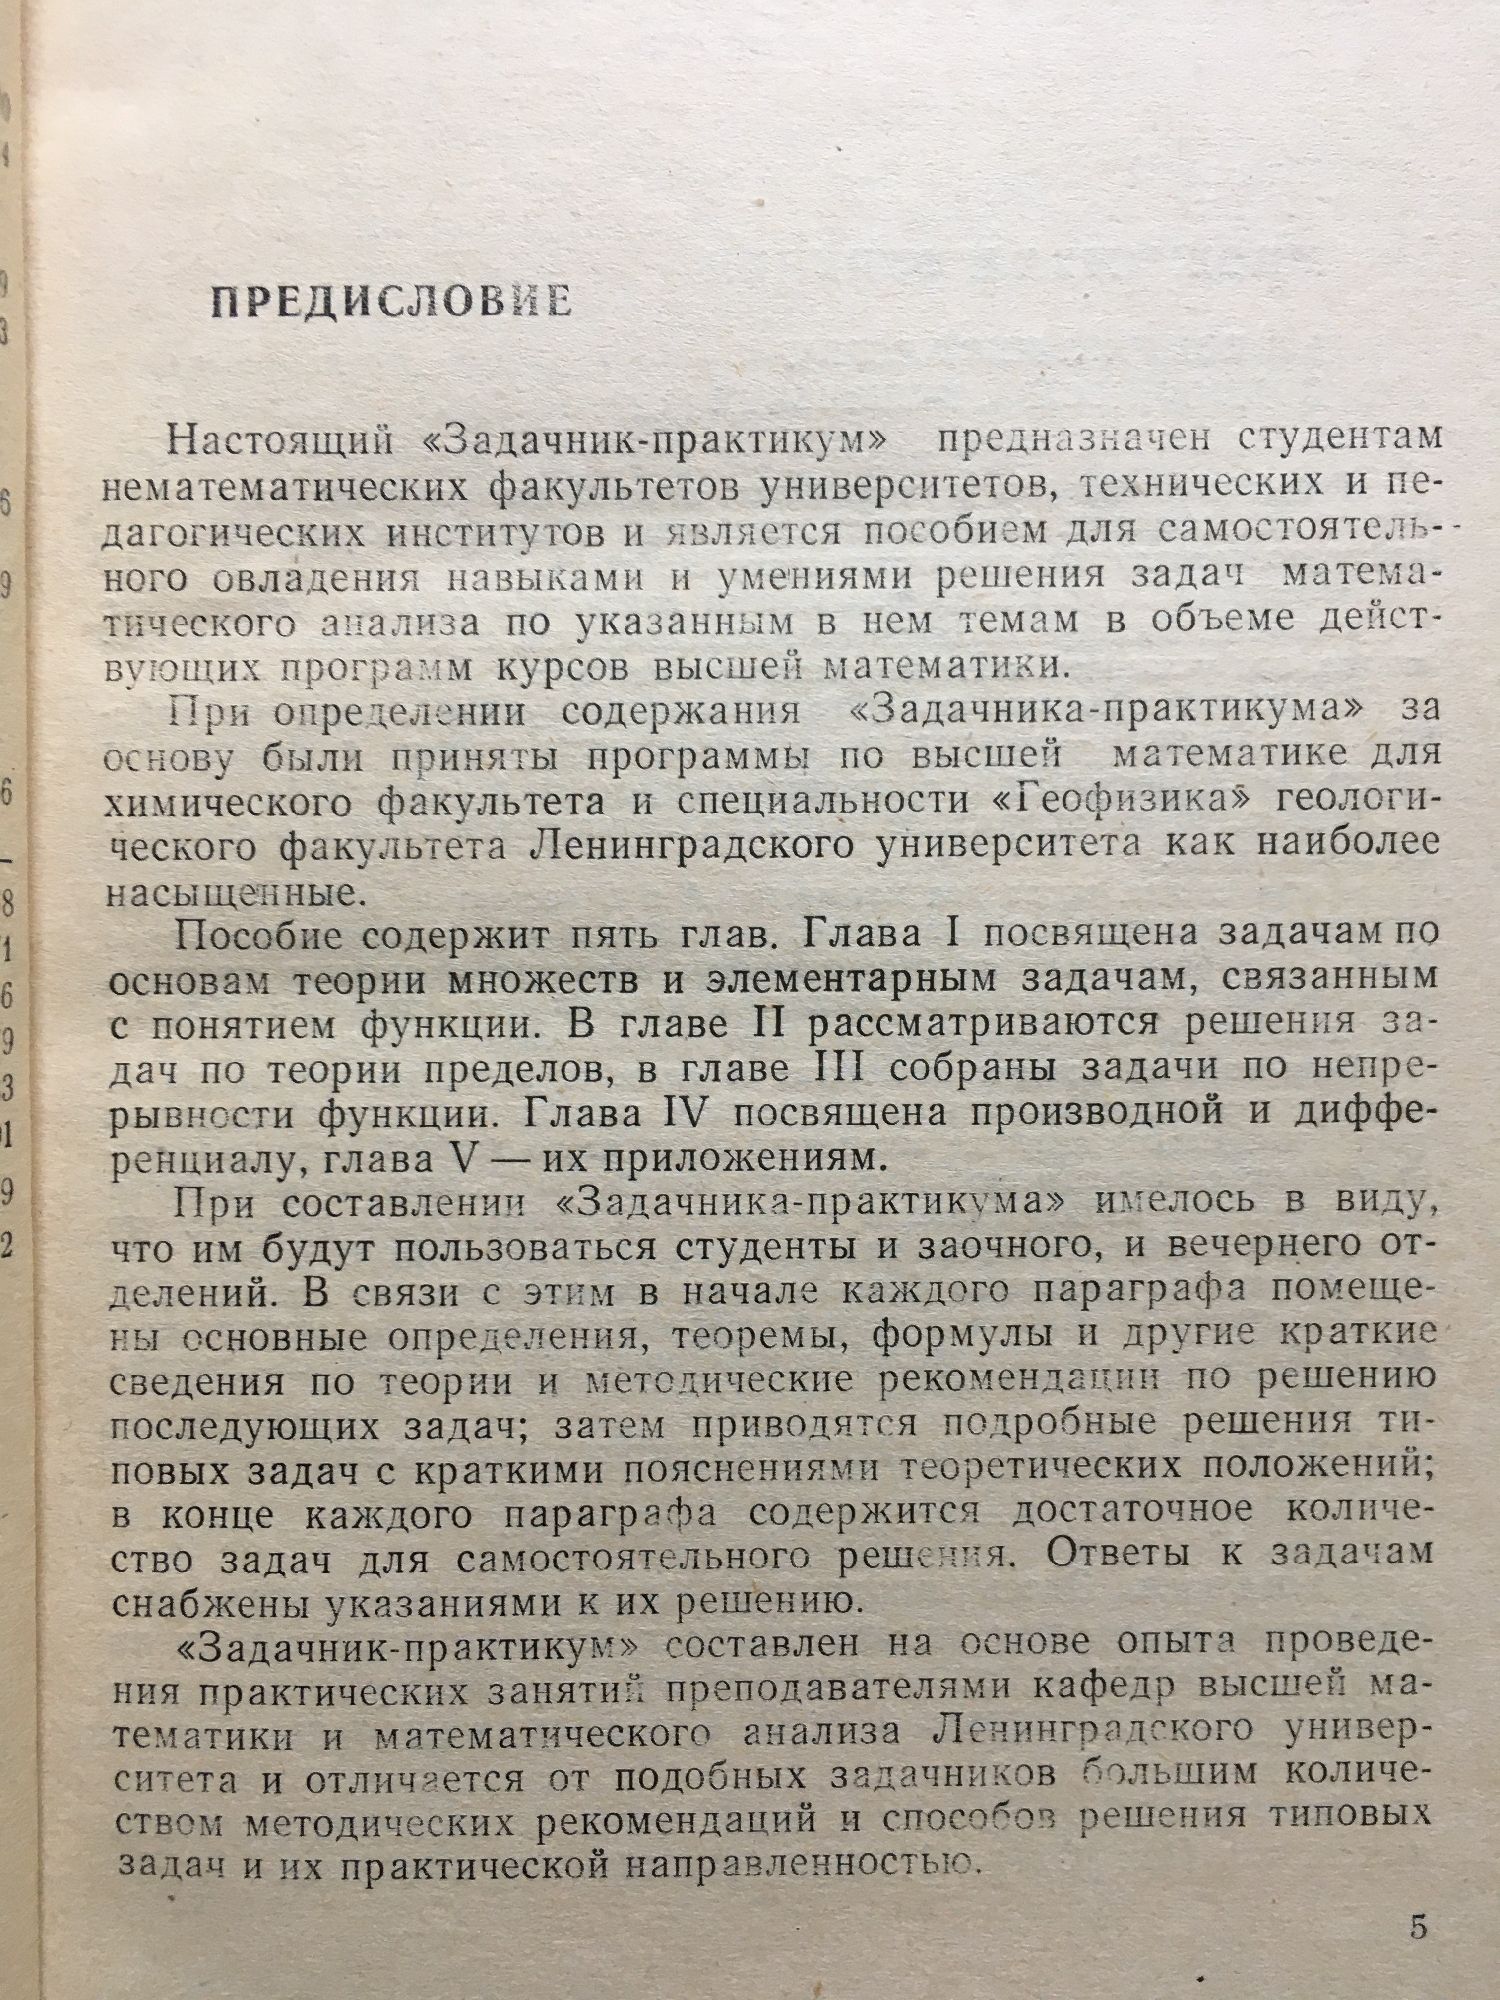 ПРЕДИСЛОВИЕ
Настоящий «Задачник-практикум» предназначен студентам
нематематических факультетов университетов, технических и пе-
дагогических институтов и является пособием для самостоятель-
ного овладения навыками и умениями решения задач матема-
тического анализа по указанным в нем темам в объеме дейст-
вующих программ курсов высшей математики.
При определении содержания «Задачника-практикума» за
основу были приняты программы по высшей математике для
химического факультета и специальности «Геофизика» геологи-
ческого факультета Ленинградского университета как наиболее
насыщенные.
Пособие содержит пять глав. Глава I посвящена задачам по
основам теории множеств и элементарным задачам, связанным
с понятием функции. В главе II рассматриваются решения за-
дач по теории пределов, в главе III собраны задачи по непре-
рывности функции. Глава IV посвящена производной и диффе-
ренциалу, глава V — их приложениям.
При составлении «Задачника-практикума» имелось в виду,
что им будут пользоваться студенты и заочного, и вечернего от-
делений. В связи с этим в начале каждого параграфа помеще-
ны основные определения, теоремы, формулы и другие краткие
сведения по теории и методические рекомендации по решению
последующих задач; затем приводятся подробные решения ти-
повых задач с краткими пояснениями теоретических положений;
в конце каждого параграфа содержится достаточное количе-
ство задач для самостоятельного решения. Ответы к задачам
снабжены указаниями к их решению.
«Задачник-практикум» составлен на основе опыта проведе-
ния практических занятий преподавателями кафедр высшей ма-
тематики и математического анализа Ленинградского универ-
ситета и отличается от подобных задачников большим количе-
ством методических рекомендаций и способов решения типовых
задач и их практической направленностью.
5